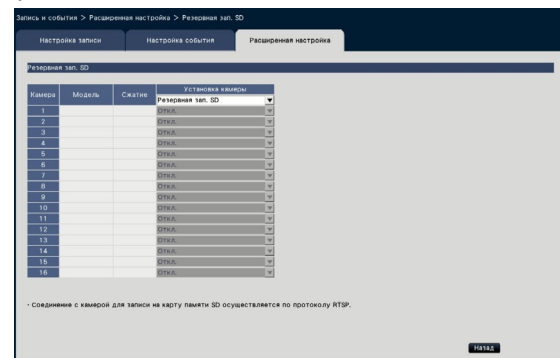 Запись и события > Расширенная настройка > Резервная зап. SD
Настройка записи Настройка события Расширенная настройка
Резервная зап. SD
Камера Модель Сжатие Установка камеры
Резервная зап. SD
1 Откл.
2 Откл.
3 Откл.
4 Откл.
5 Откл.
6 Откл.
7 Откл.
8 Откл.
9 Откл.
10 Откл.
11 Откл.
12 Откл.
13 Откл.
14 Откл.
15 Откл.
16 Откл.
· Соединение с камерой для записи на карту памяти SD осуществляется по протоколу RTSP.
Назад